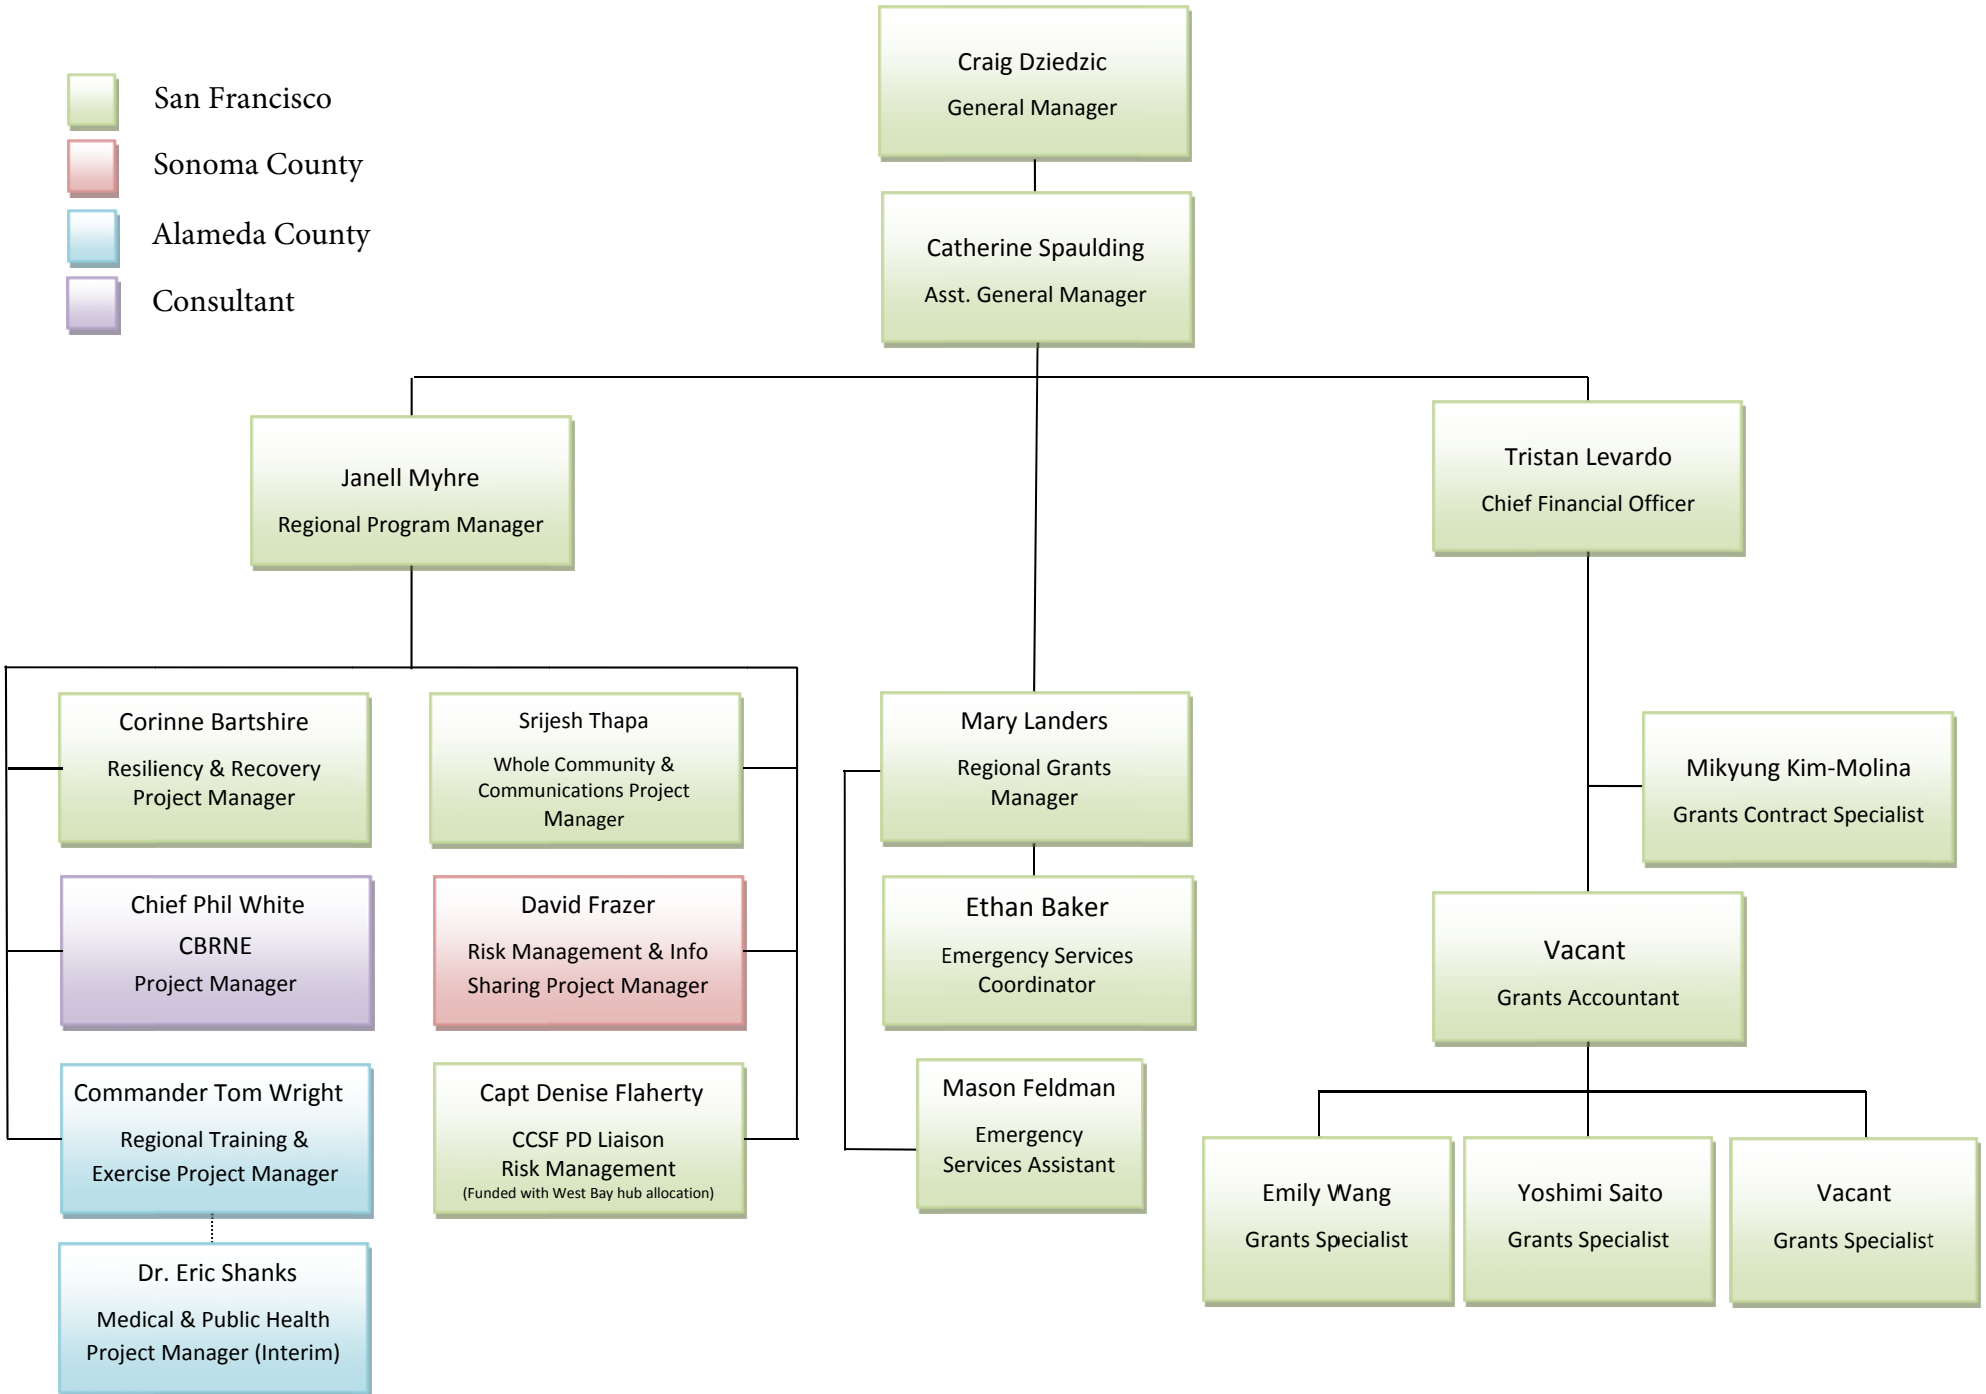 San Francisco
Sonoma County
Alameda County
Consultant
Craig Dziedzic
General Manager
Catherine Spaulding
Asst. General Manager
Janell Myhre
Regional Program Manager
Tristan Levardo
Chief Financial Officer
Corinne Bartshire
Resiliency & Recovery
Project Manager
Srijesh Thapa
Whole Community &
Communications Project
Manager
Mary Landers
Regional Grants
Manager
Mikyung Kim-Molina
Grants Contract Specialist
Chief Phil White
CBRNE
Project Manager
David Frazer
Risk Management & Info
Sharing Project Manager
Ethan Baker
Emergency Services
Coordinator
Vacant
Grants Accountant
Commander Tom Wright
Regional Training &
Exercise Project Manager
Capt Denise Flaherty
CCSF PD Liaison
Risk Management
(Funded with West Bay hub allocation)
Mason Feldman
Emergency
Services Assistant
Emily Wang
Grants Specialist
Yoshimi Saito
Grants Specialist
Vacant
Grants Specialist
Dr. Eric Shanks
Medical & Public Health
Project Manager (Interim)